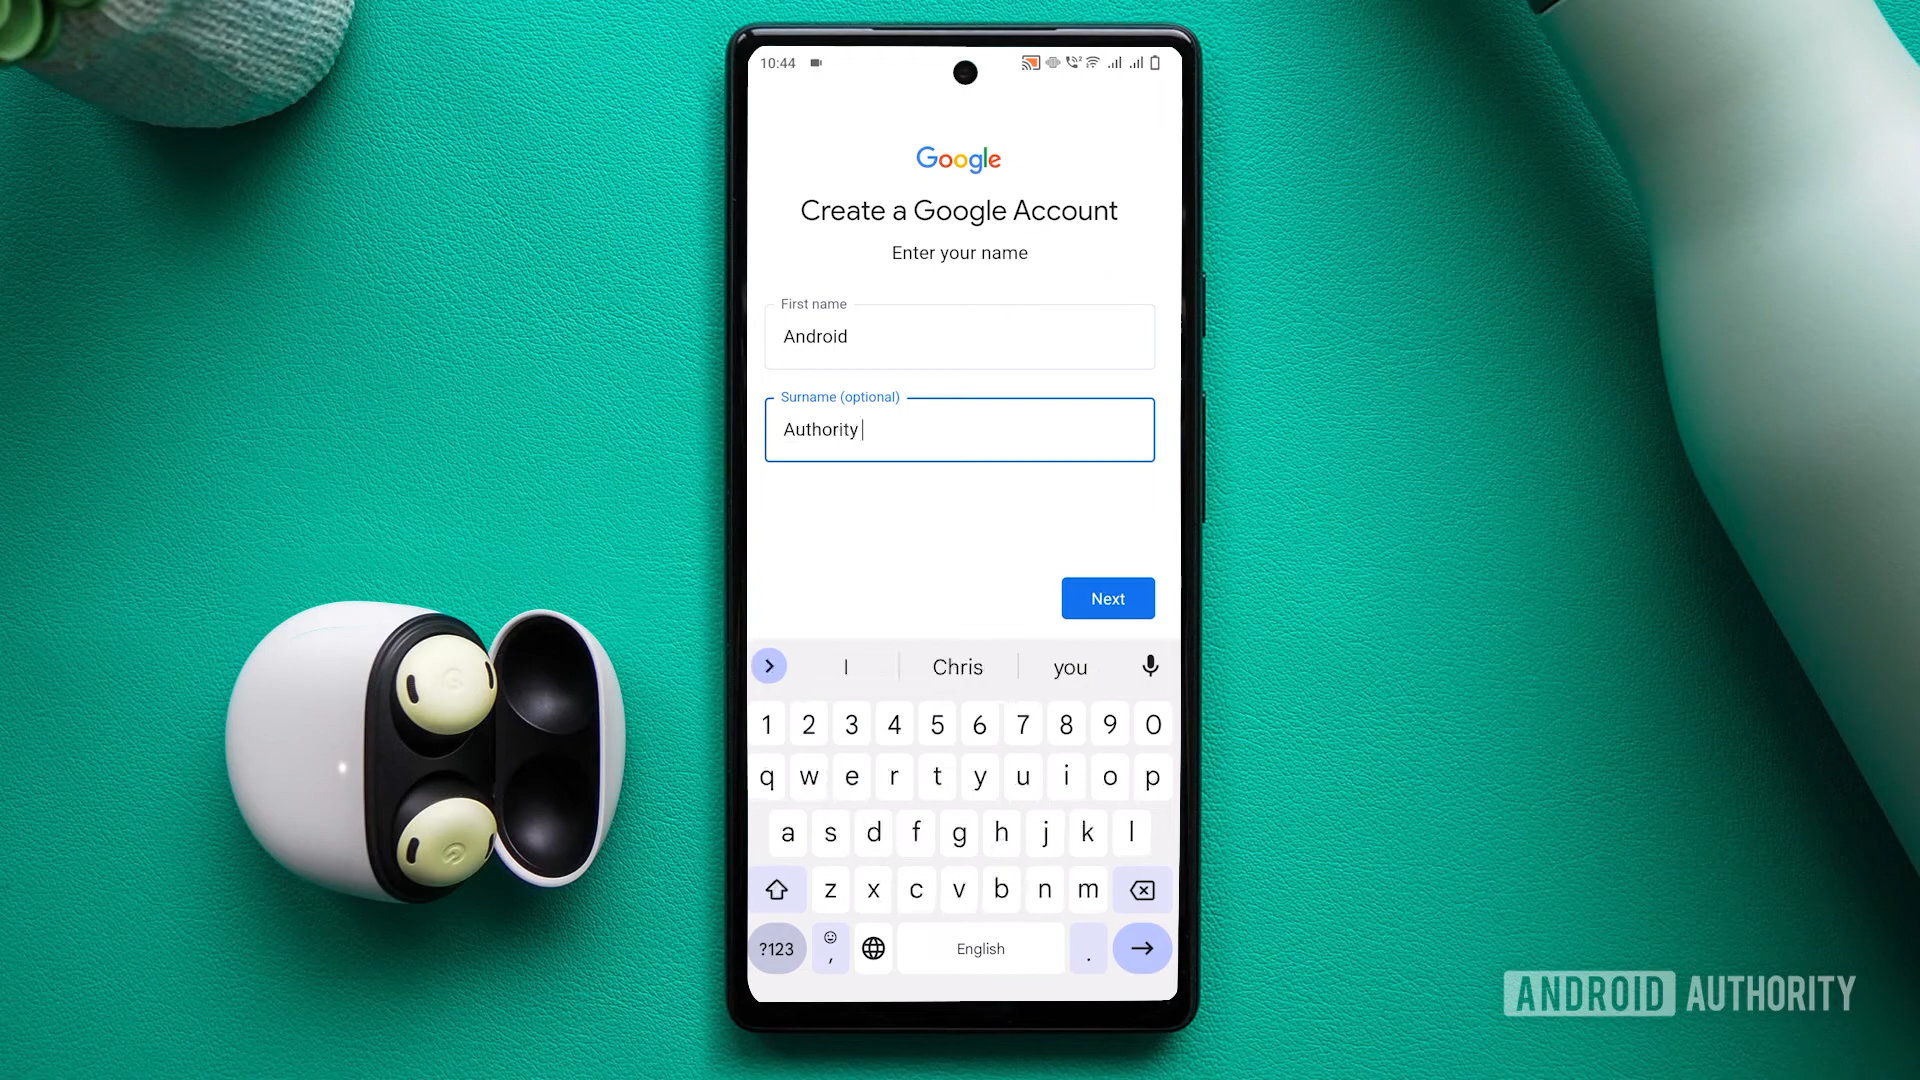 10:44
Google
Create a Google Account
Enter your name
First name
Android
Surname (optional)
Authority
Next
I Chris you
1 2 3 4 5 6 7 8 9 0
q w e r t y u i o p
a s d f g h j k l
z x c v b n m
?123 , English .
ANDROID AUTHORITY